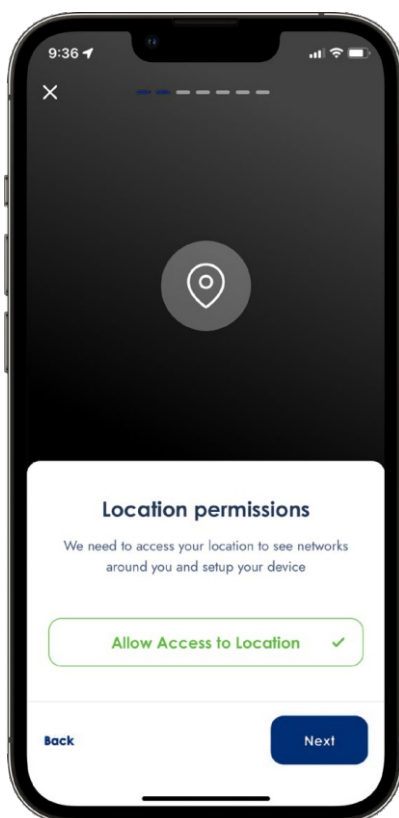 9:36
Location permissions
We need to access your location to see networks
around you and setup your device
Allow Access to Location
Back
Next